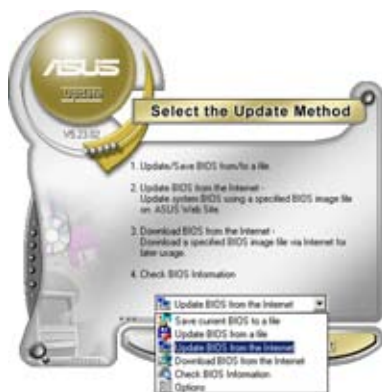 ASUS
Update
V5.23.02
Select the Update Method
1. Update/Save BIOS from/to a file.
2. Update BIOS from the Internet -
Update system BIOS using a specified BIOS image file
on ASUS Web Site.
3. Download BIOS from the Internet -
Download a specified BIOS image file via Internet for
later usage.
4. Check BIOS Information
Update BIOS from the Internet
Save current BIOS to a file
Update BIOS from a file
Update BIOS from the Internet
Download BIOS from the Internet
Check BIOS Information
Options